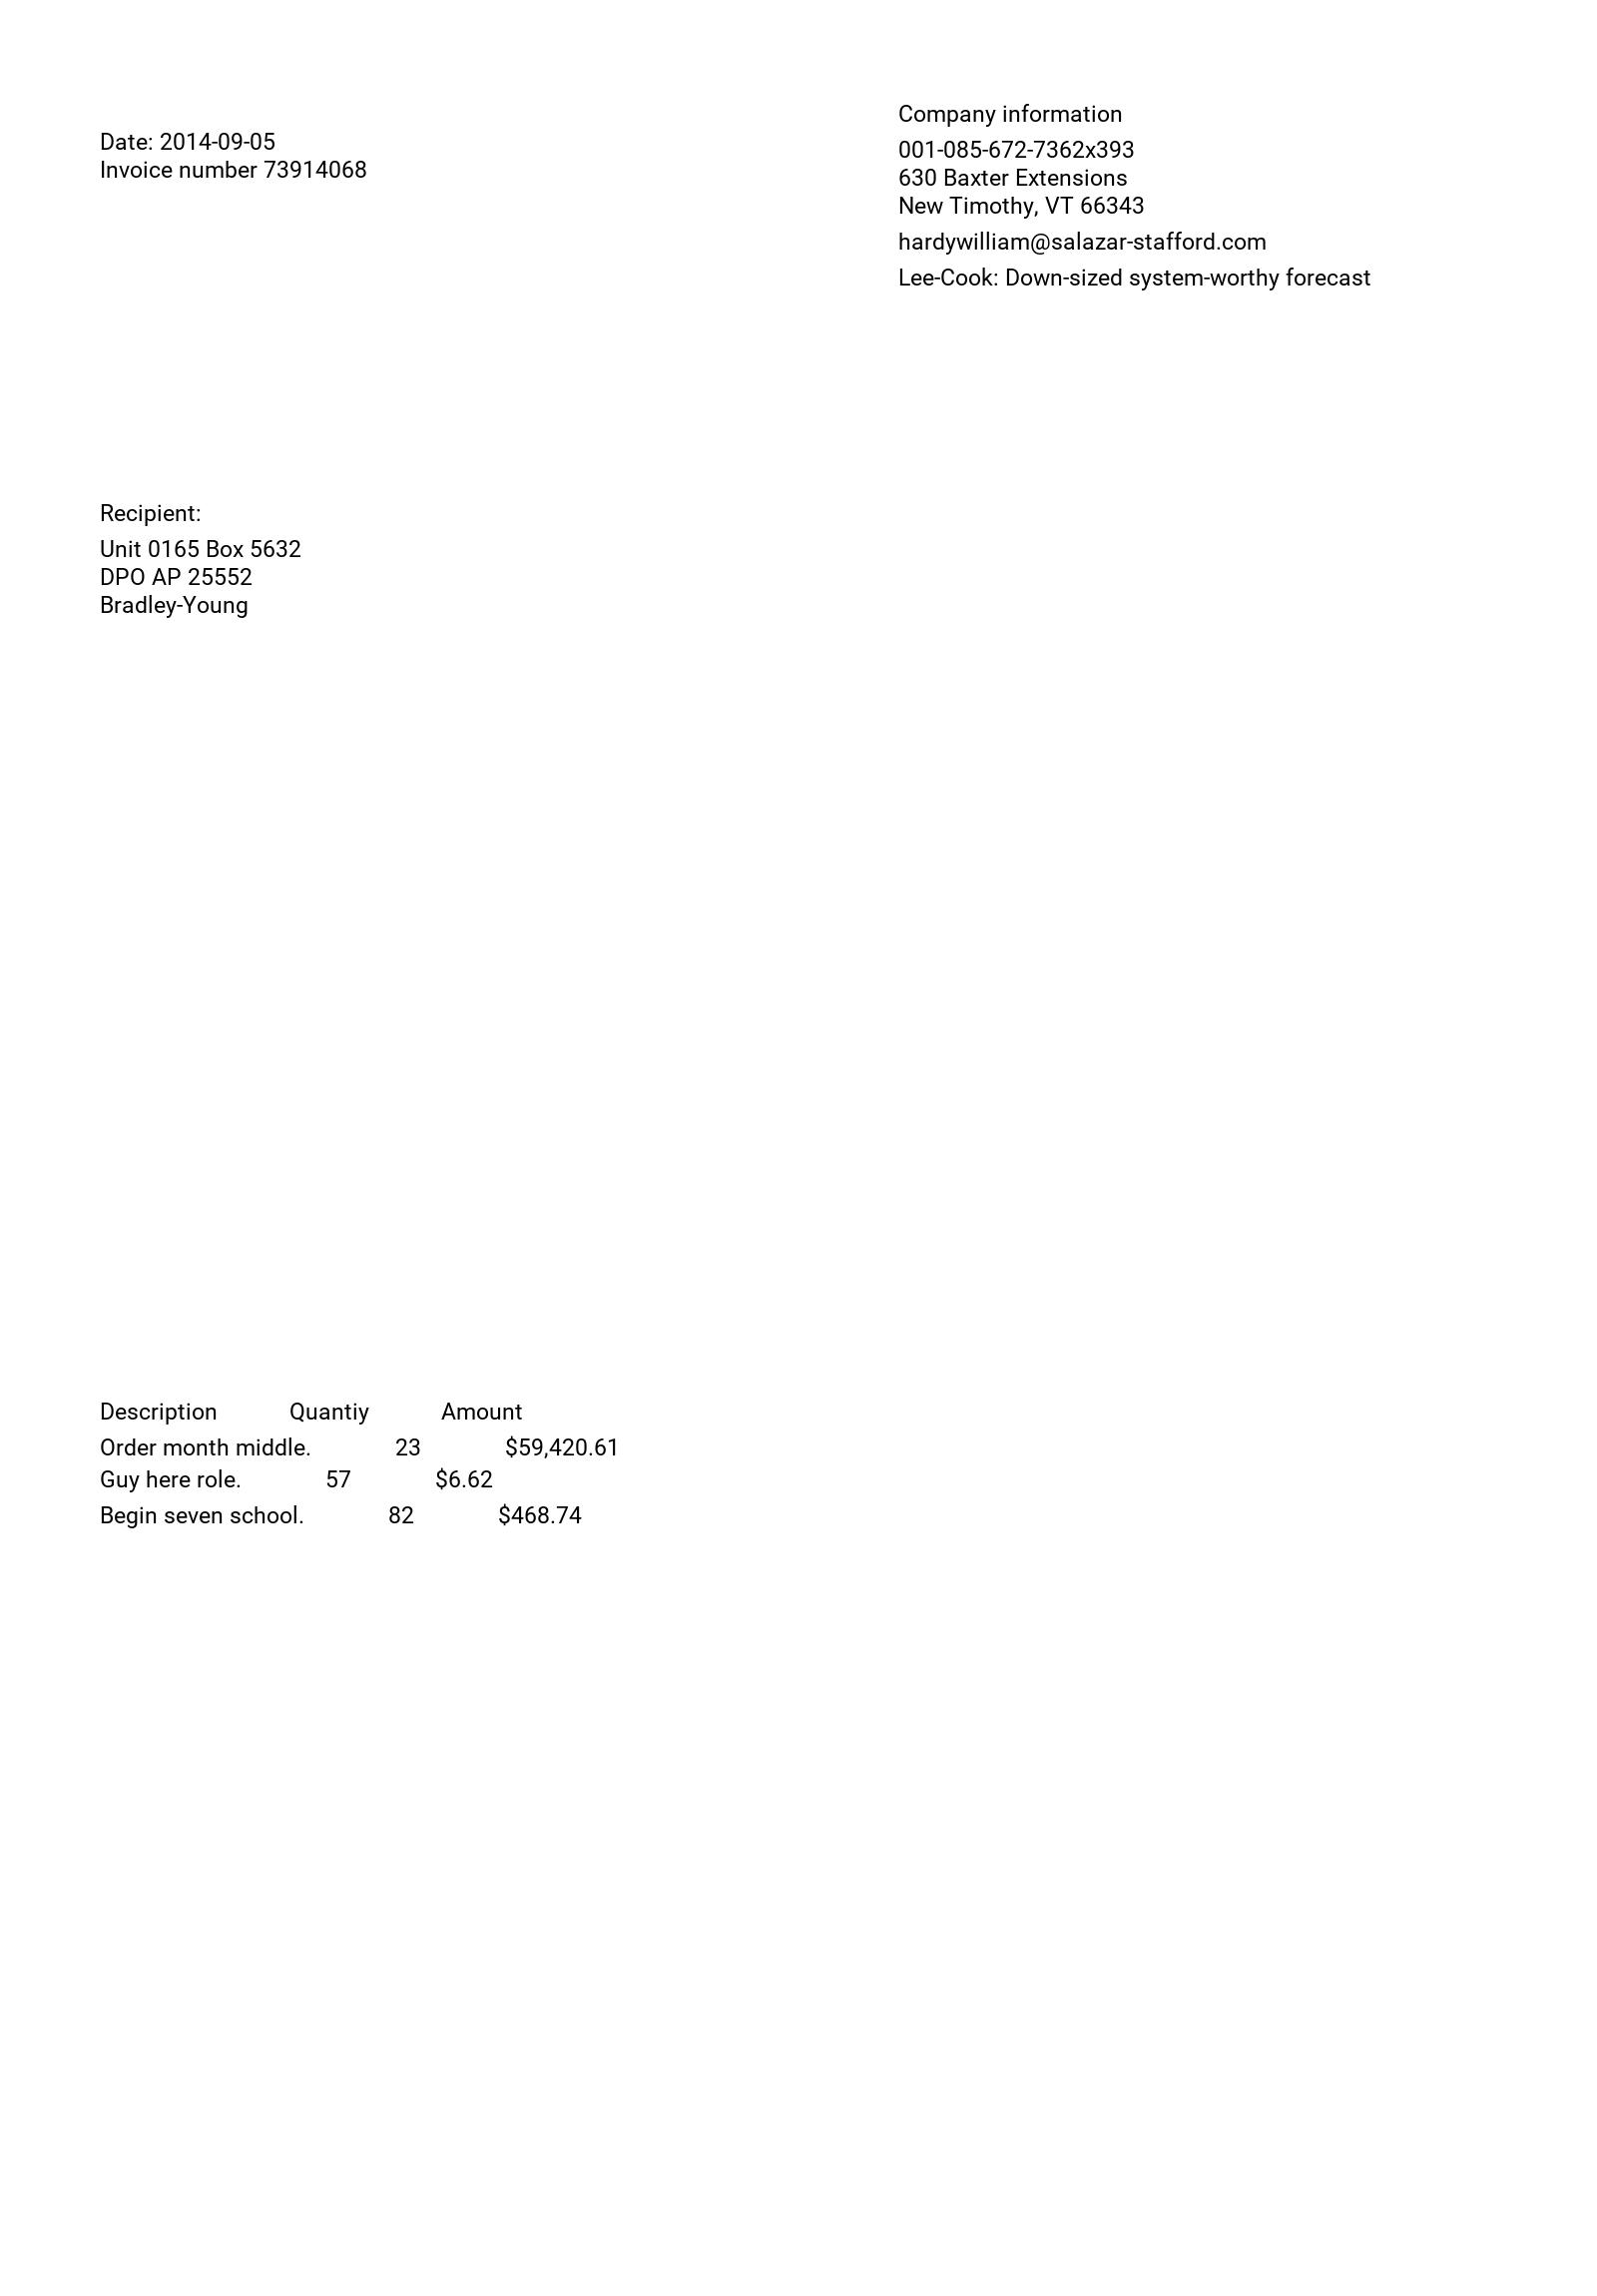 Date: 2014-09-05
Invoice number 73914068
Company information
001-085-672-7362x393
630 Baxter Extensions
New Timothy, VT 66343
hardywilliam@salazar-stafford.com
Lee-Cook: Down-sized system-worthy forecast
Recipient:
Unit 0165 Box 5632
DPO AP 25552
Bradley-Young
Description Quantiy Amount
Order month middle. 23 $59,420.61
Guy here role. 57 $6.62
Begin seven school. 82 $468.74